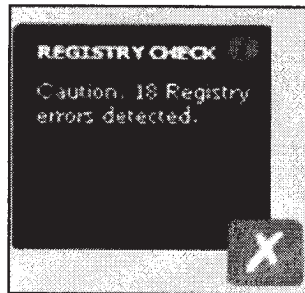 REGISTRY CHECK
Caution. 18 Registry
errors detected.
X